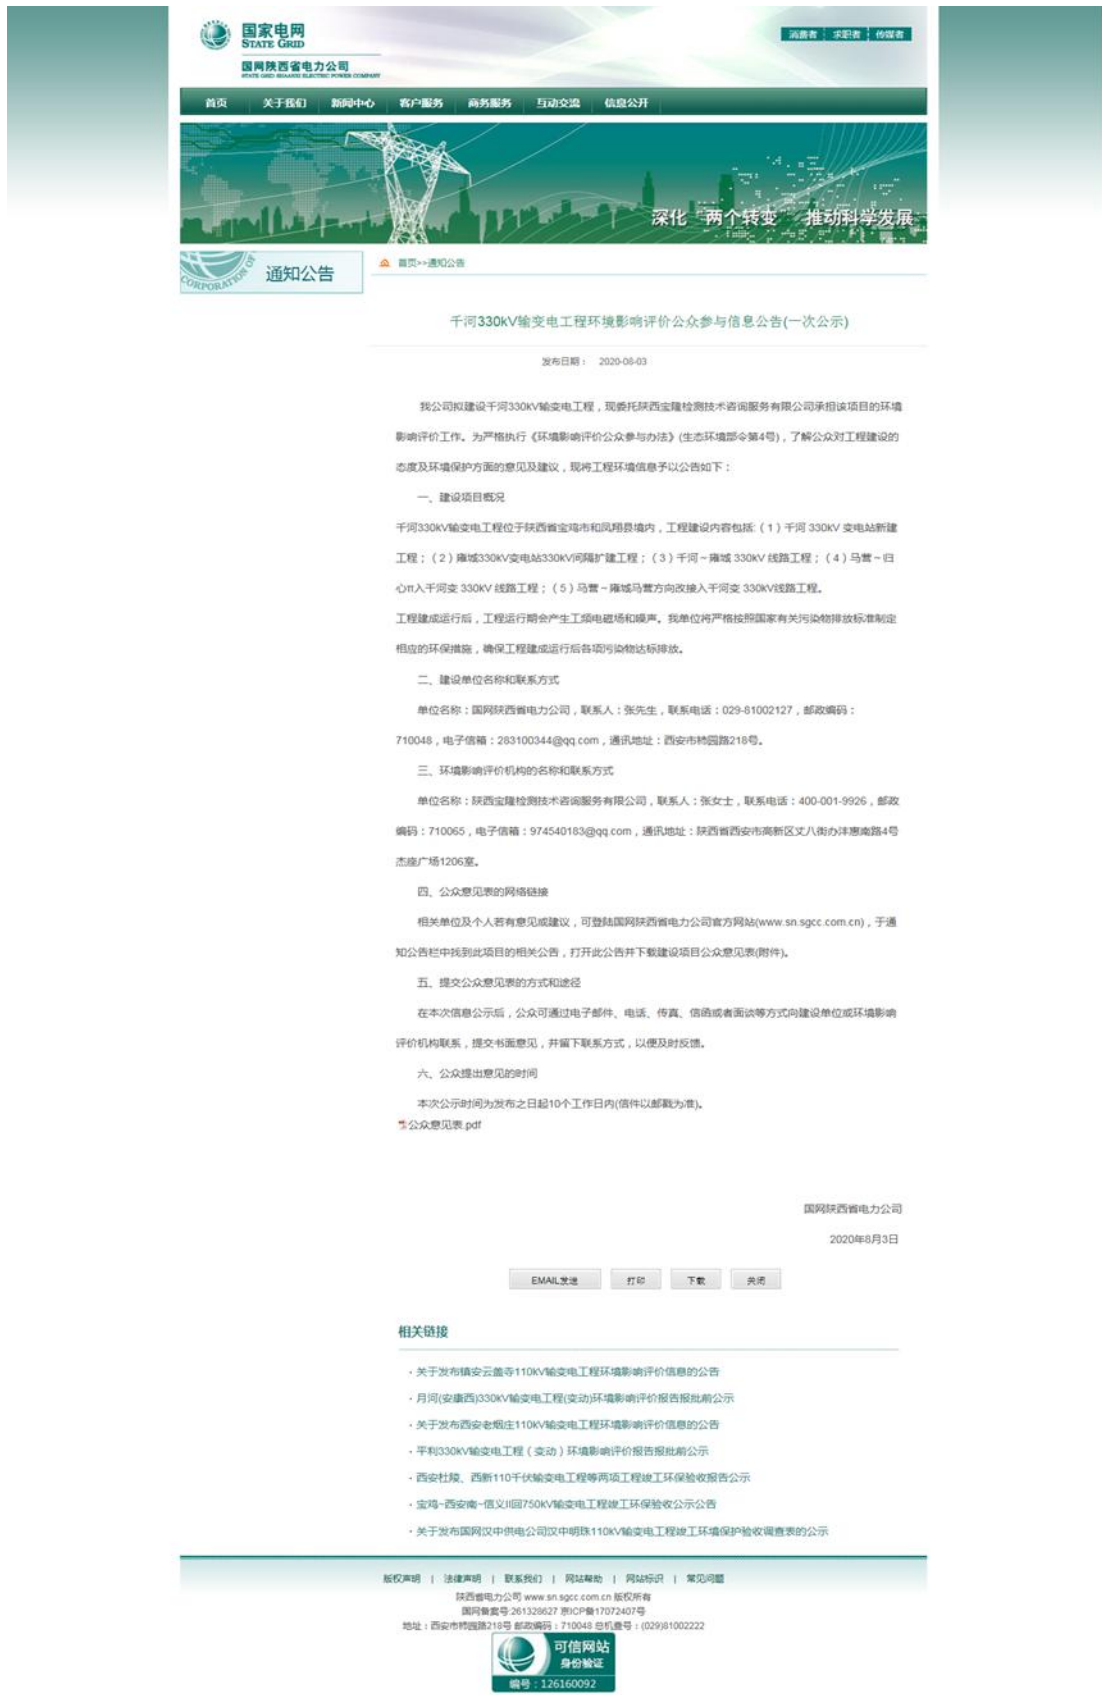 国家电网
STATE GRID
国网陕西省电力公司
STATE GRID SHAANXI ELECTRIC POWER COMPANY
消费者 求职者 传媒者
首页 关于我们 新闻中心 客户服务 商务服务 互动交流 信息公开
深化“两个转变” 推动科学发展
CORPORATION OF
通知公告
首页>>通知公告
千河330kV输变电工程环境影响评价公众参与信息公告(一次公示)
发布日期： 2020-08-03
我公司拟建设千河330kV输变电工程，现委托陕西宝隆检测技术咨询服务有限公司承担该项目的环境
影响评价工作。为严格执行《环境影响评价公众参与办法》(生态环境部令第4号)，了解公众对工程建设的
态度及环境保护方面的意见及建议，现将工程环境信息予以公告如下：
一、建设项目概况
千河330kV输变电工程位于陕西省宝鸡市和凤翔县境内，工程建设内容包括:（1）千河 330kV 变电站新建
工程；（2）雍城330kV变电站330kV间隔扩建工程；（3）千河～雍城 330kV 线路工程；（4）马营～归
心π入千河变 330kV 线路工程；（5）马营～雍城马营方向改接入千河变 330kV线路工程。
工程建成运行后，工程运行期会产生工频电磁场和噪声。我单位将严格按照国家有关污染物排放标准制定
相应的环保措施，确保工程建成运行后各项污染物达标排放。
二、建设单位名称和联系方式
单位名称：国网陕西省电力公司，联系人：张先生，联系电话：029-81002127，邮政编码：
710048，电子信箱：283100344@qq.com，通讯地址：西安市柿园路218号。
三、环境影响评价机构的名称和联系方式
单位名称：陕西宝隆检测技术咨询服务有限公司，联系人：张女士，联系电话：400-001-9926，邮政
编码：710065，电子信箱：974540183@qq.com，通讯地址：陕西省西安市高新区丈八街办沣惠南路4号
杰座广场1206室。
四、公众意见表的网络链接
相关单位及个人若有意见或建议，可登陆国网陕西省电力公司官方网站(www.sn.sgcc.com.cn)，于通
知公告栏中找到此项目的相关公告，打开此公告并下载建设项目公众意见表(附件)。
五、提交公众意见表的方式和途径
在本次信息公示后，公众可通过电子邮件、电话、传真、信函或者面谈等方式向建设单位或环境影响
评价机构联系，提交书面意见，并留下联系方式，以便及时反馈。
六、公众提出意见的时间
本次公示时间为发布之日起10个工作日内(信件以邮戳为准)。
公众意见表.pdf
国网陕西省电力公司
2020年8月3日
EMAIL发送 打印 下载 关闭
相关链接
· 关于发布镇安云盖寺110kV输变电工程环境影响评价信息的公告
· 月河(安康西)330kV输变电工程(变动)环境影响评价报告报批前公示
· 关于发布西安老烟庄110kV输变电工程环境影响评价信息的公告
· 平利330kV输变电工程（变动）环境影响评价报告报批前公示
· 西安杜陵、西新110千伏输变电工程等两项工程竣工环保验收报告公示
· 宝鸡~西安南~信义II回750kV输变电工程竣工环保验收公示公告
· 关于发布国网汉中供电公司汉中明珠110kV输变电工程竣工环境保护验收调查表的公示
版权声明 | 法律声明 | 联系我们 | 网站帮助 | 网站标识 | 常见问题
陕西省电力公司 www.sn.sgcc.com.cn 版权所有
国网备案号:261328627 京ICP备17072407号
地址：西安市柿园路218号 邮政编码：710048 总机查号：(029)81002222
可信网站
身份验证
编号：126160092